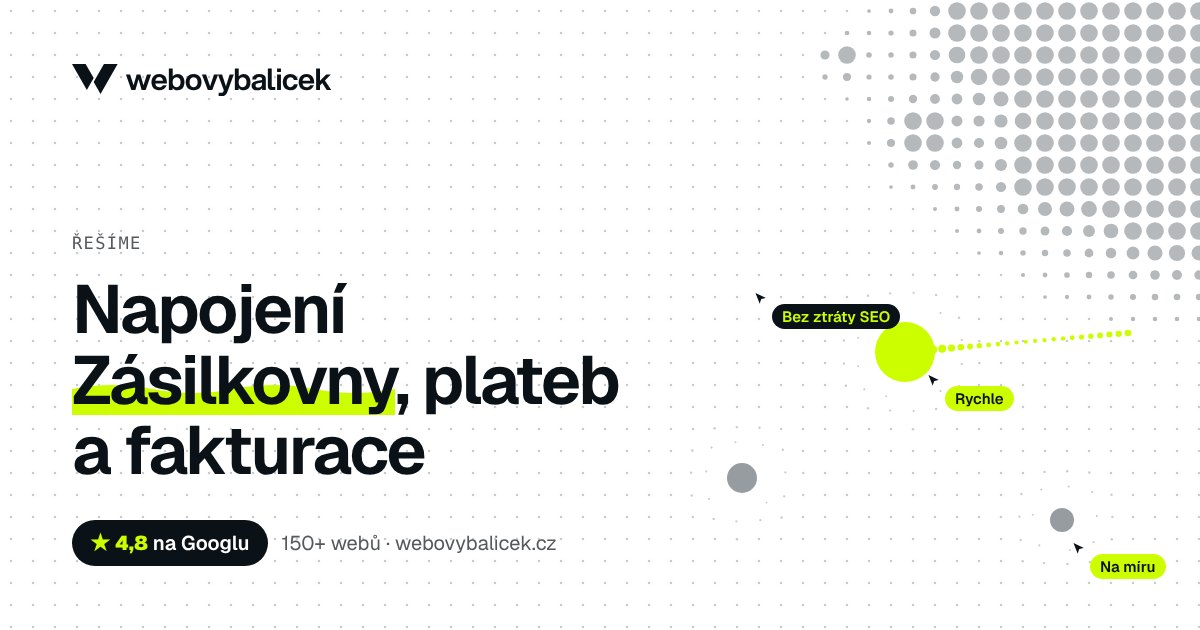 webovybalicek
ŘEŠÍME
Napojení
Zásilkovny, plateb
a fakturace
★ 4,8 na Googlu
150+ webů · webovybalicek.cz
Bez ztráty SEO
Rychle
Na míru